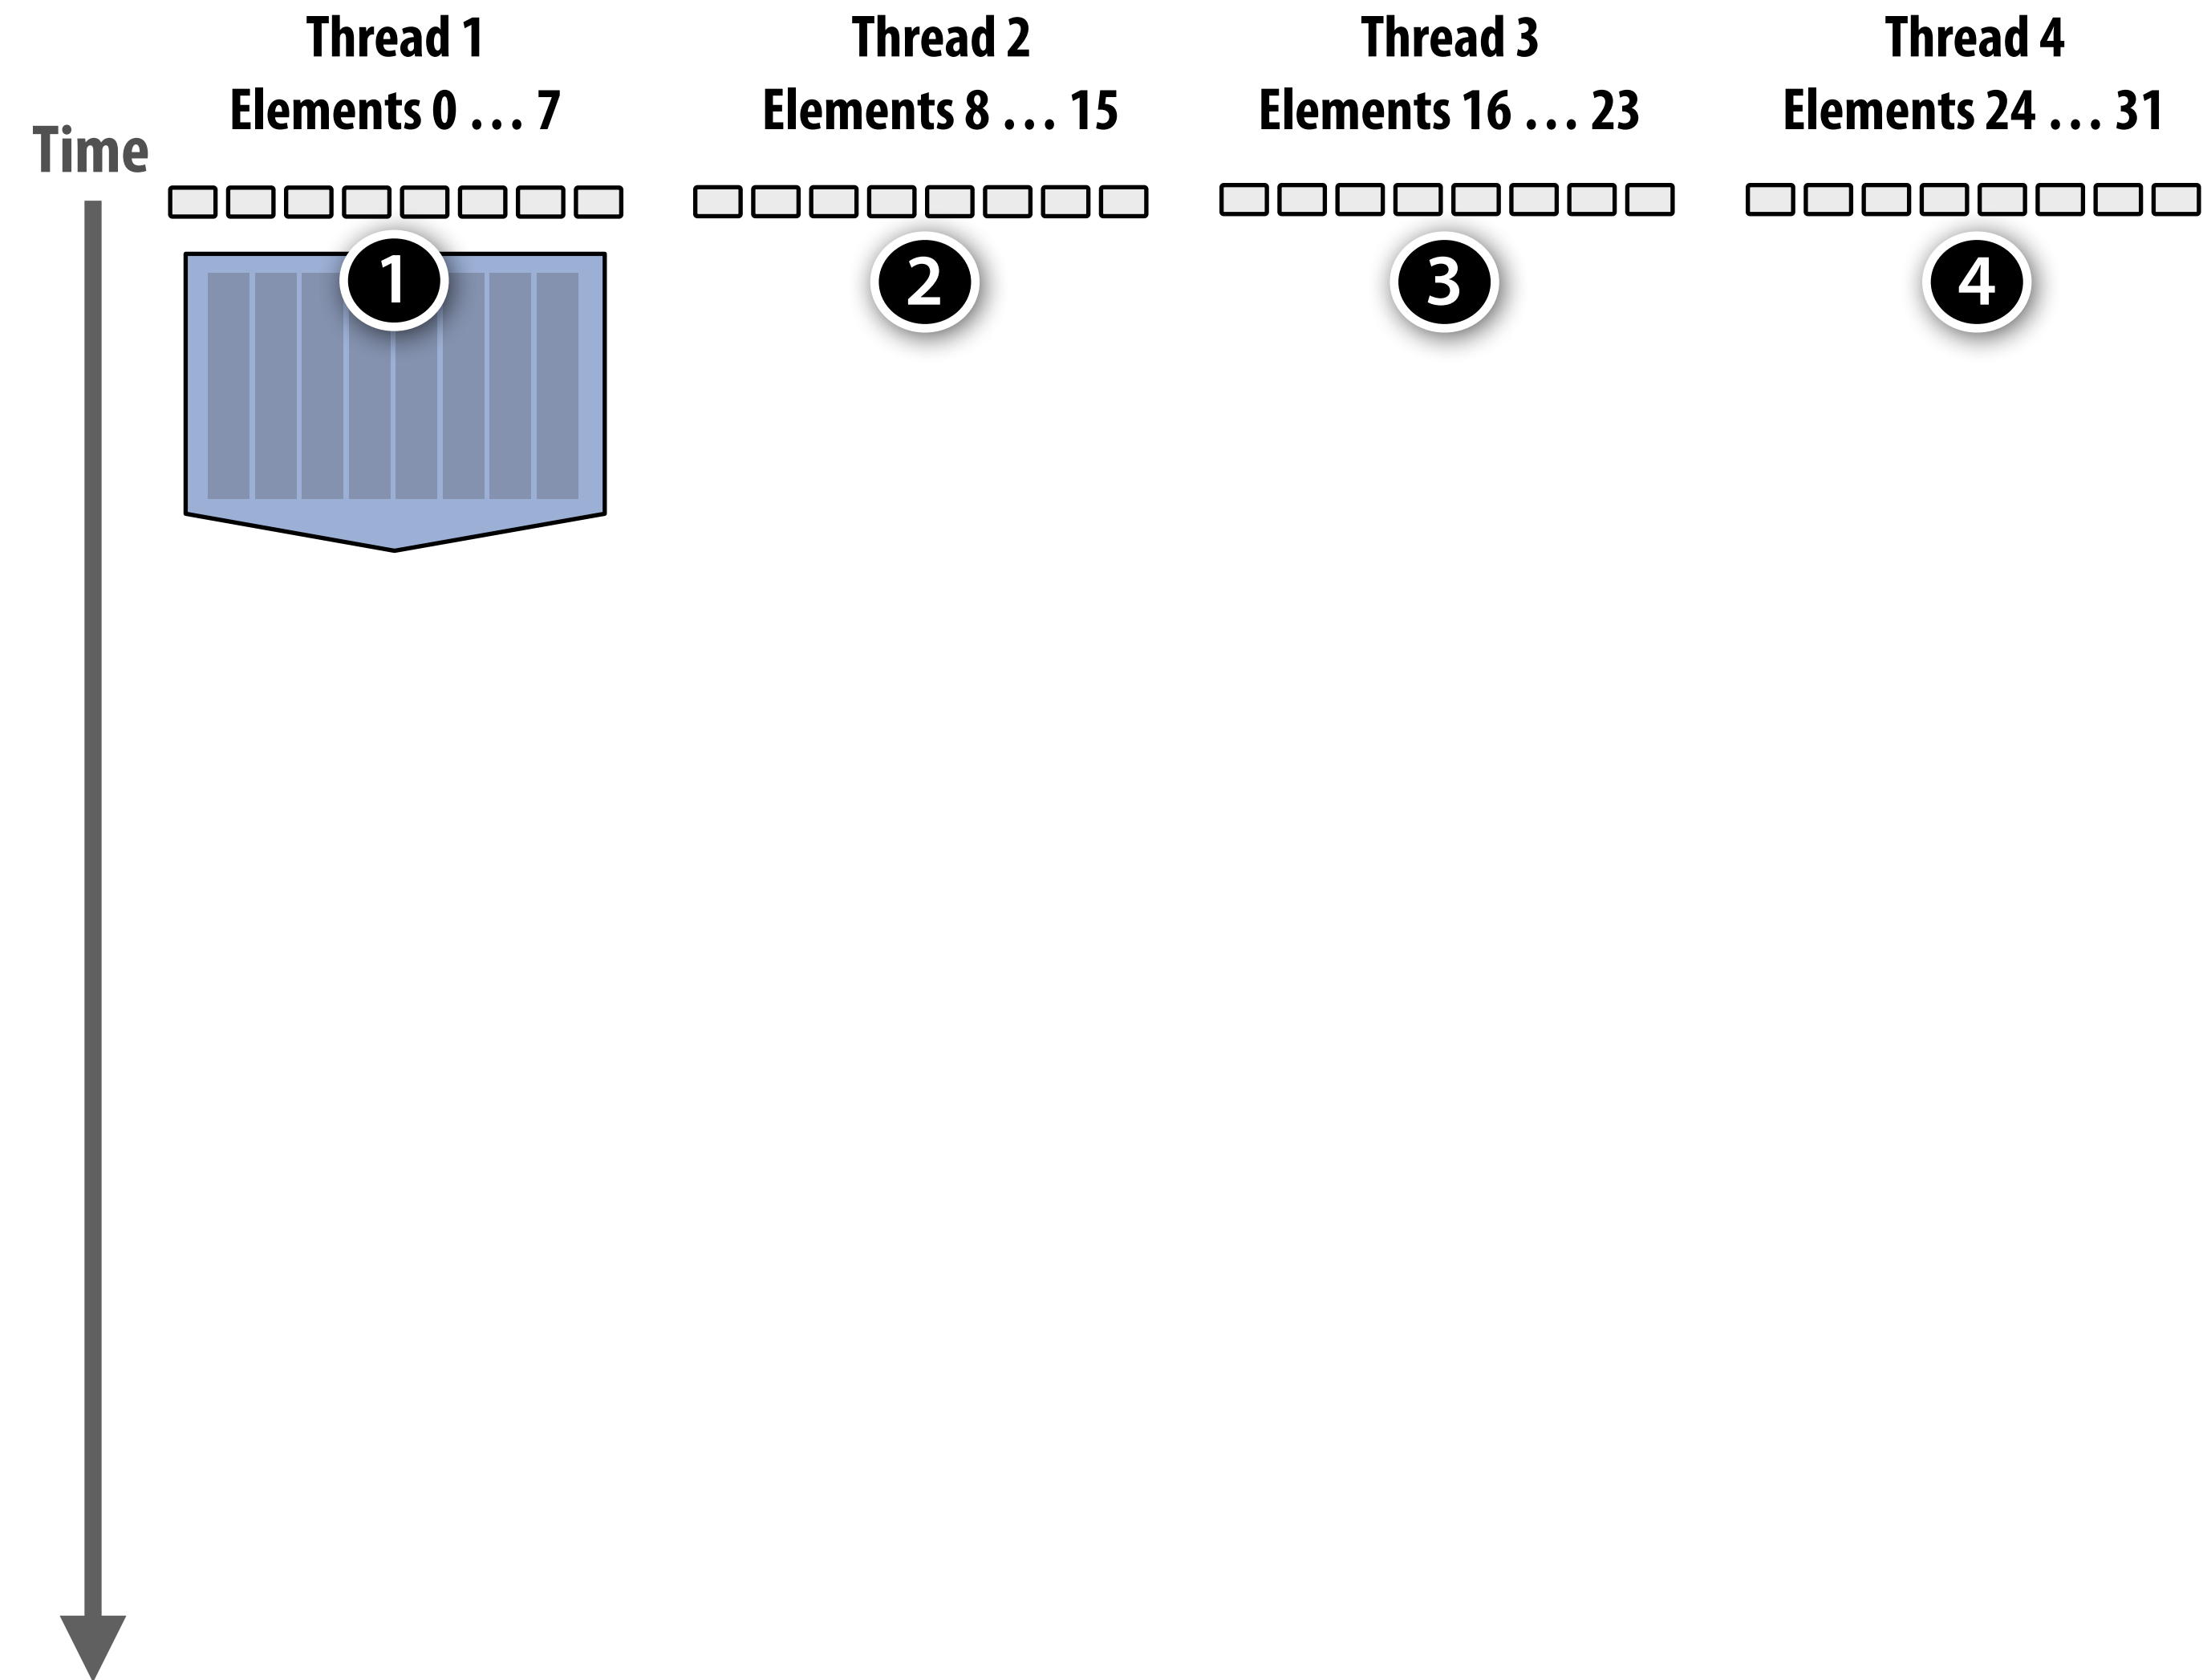 Thread 1
Elements 0 . . . 7
Thread 2
Elements 8 . . . 15
Thread 3
Elements 16 . . . 23
Thread 4
Elements 24 . . . 31
Time
1
2
3
4